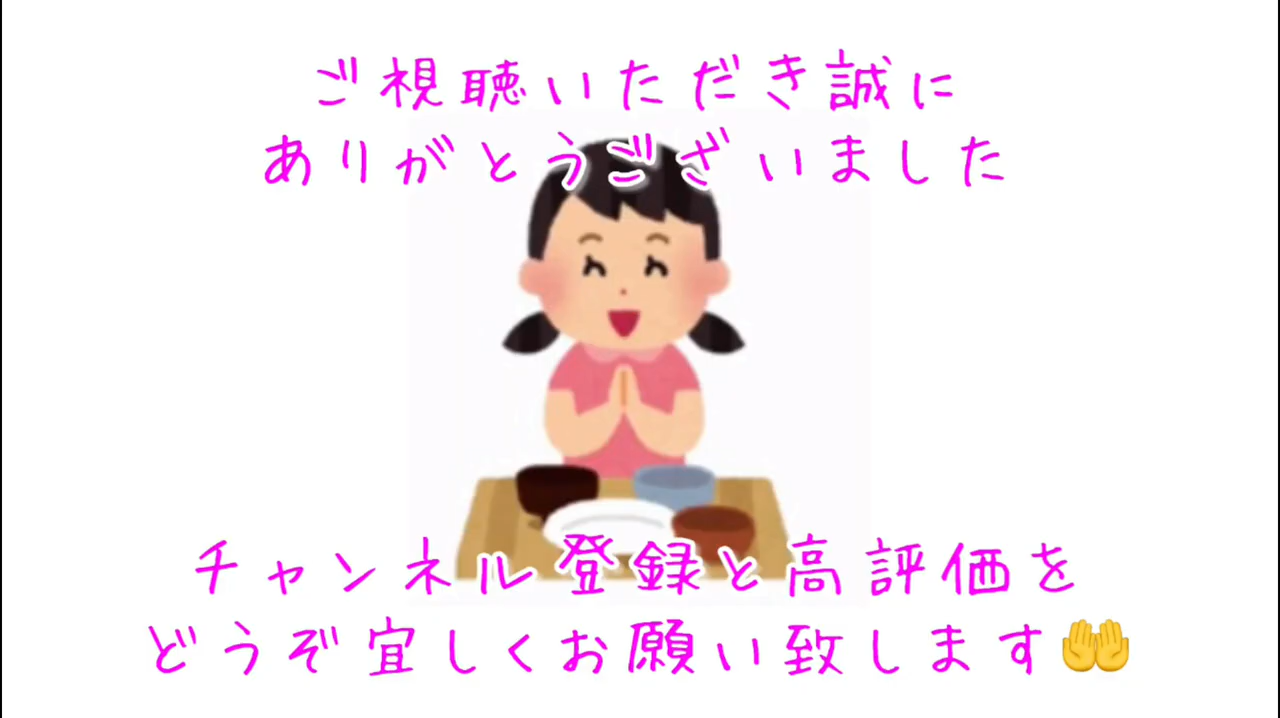 ご視聴いただき誠に
ありがとうございました
チャンネル登録と高評価を
どうぞ宜しくお願い致します🤲